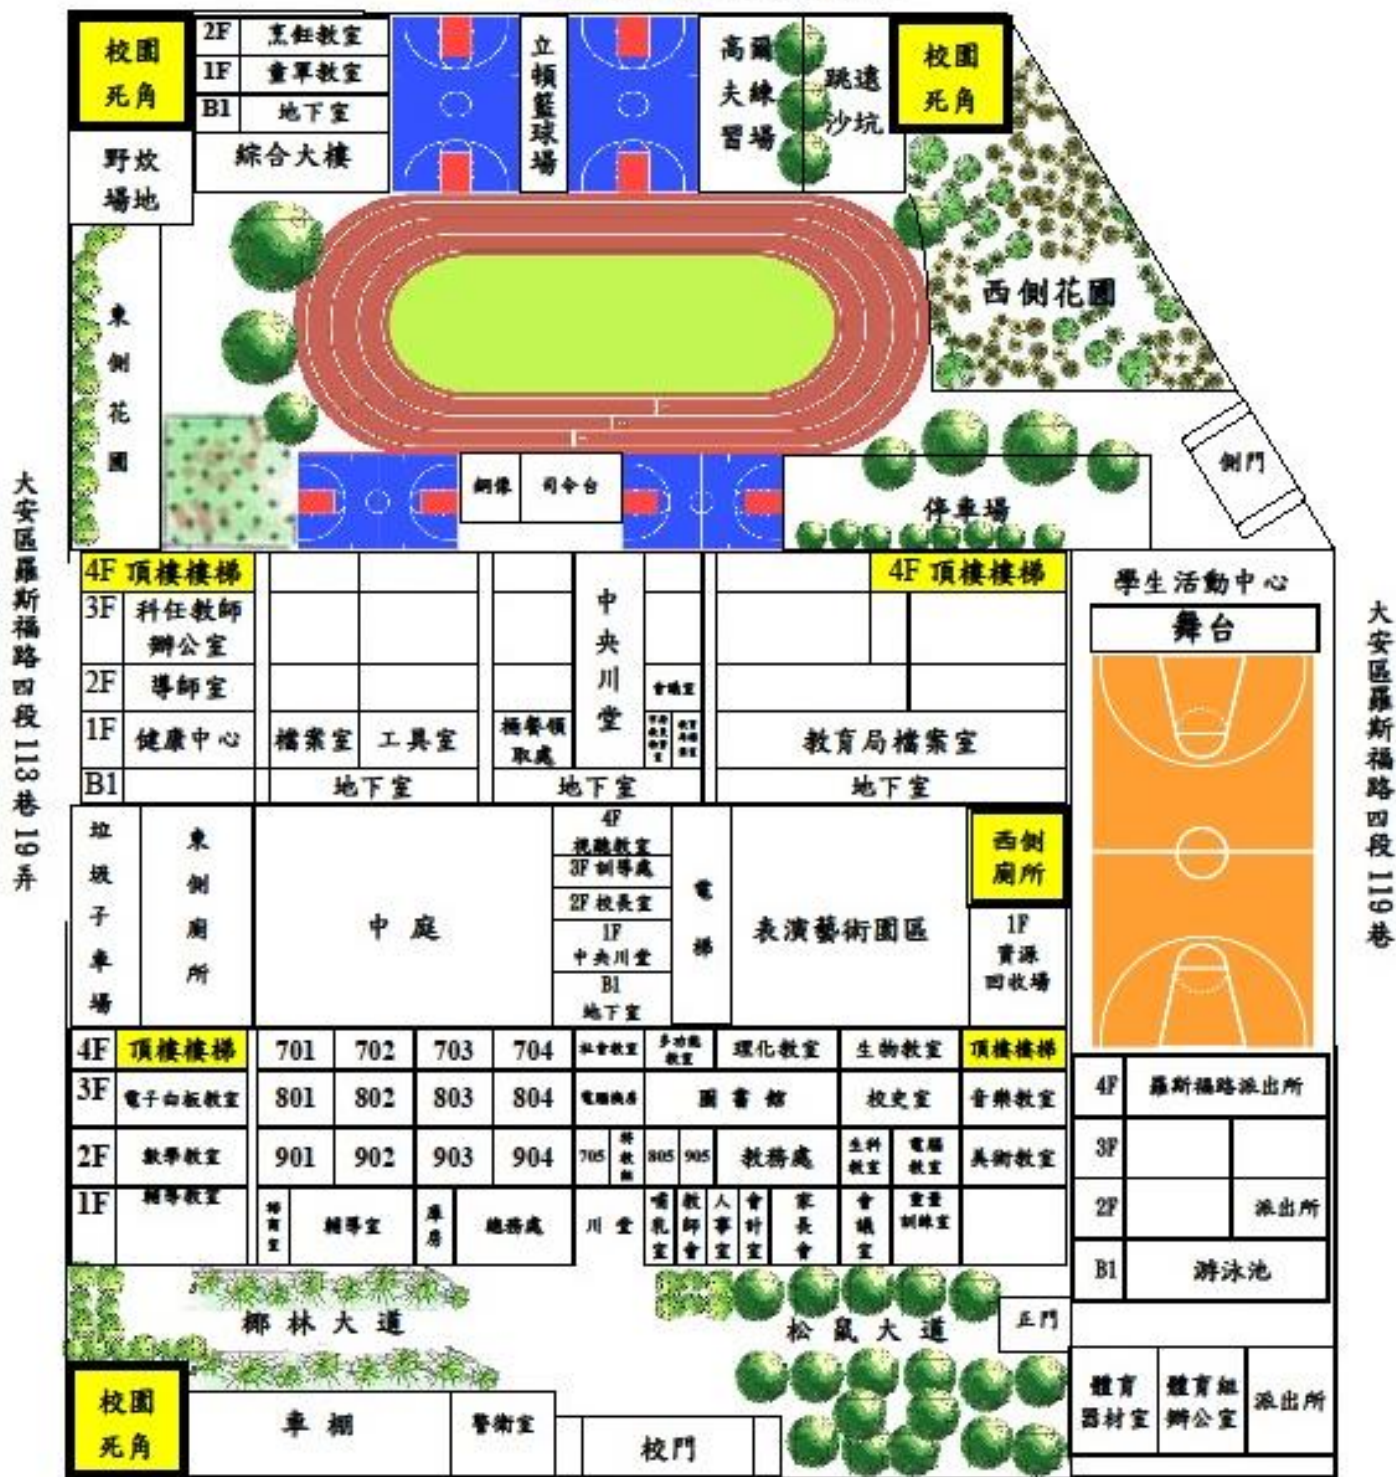 校園
死角
2F 烹飪教室
1F 童軍教室
B1 地下室
綜合大樓
立頓籃球場
高爾
夫練
習場
跳遠
沙坑
校園
死角
野炊
場地
東側花園
西側花園
側門
銅像
司令台
停車場
大安區羅斯福路四段113巷19弄
大安區羅斯福路四段119巷
4F 頂樓樓梯
3F 科任教師
辦公室
2F 導師室
1F 健康中心
B1
檔案室
工具室
地下室
桶餐領
取處
中央川堂
會議室
地下室
4F 頂樓樓梯
教育局檔案室
地下室
學生活動中心
舞台
垃圾子車場
東側廁所
中庭
4F
視聽教室
3F 訓導處
2F 校長室
1F
中央川堂
B1
地下室
電梯
表演藝術園區
西側
廁所
1F
資源
回收場
4F 頂樓樓梯 701 702 703 704 社會教室 多功能教室 理化教室 生物教室 頂樓樓梯
3F 電子白板教室 801 802 803 804 電腦機房 圖書館 校史室 音樂教室
2F 數學教室 901 902 903 904 705 805 905 教務處 生科教室 電腦教室 美術教室
1F 輔導教室 輔導室 庫房 總務處 川堂 哺乳室 教師會 人事室 會計室 家長會 會議室 重量訓練室
4F 羅斯福路派出所
3F
2F 派出所
B1 游泳池
椰林大道
松鼠大道
正門
校園
死角
車棚
警衛室
校門
體育
器材室
體育組
辦公室
派出所